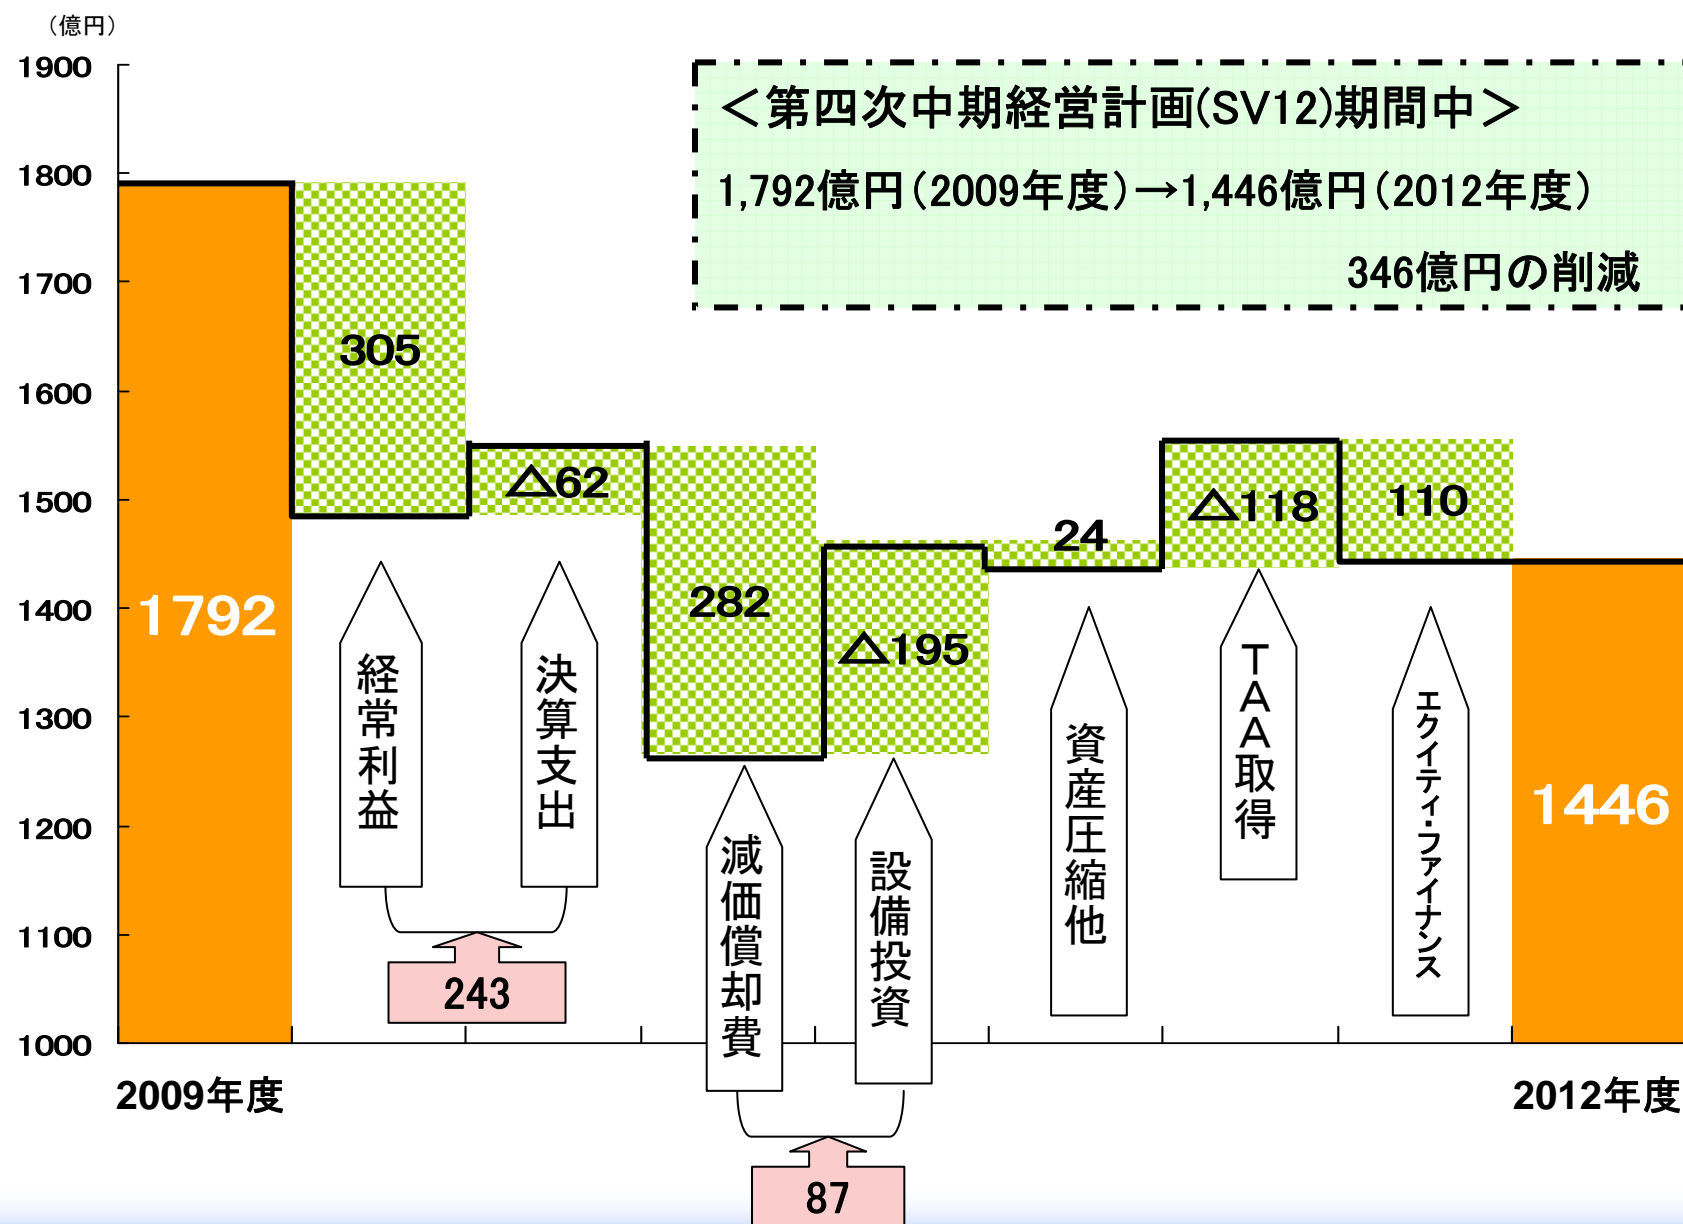 （億円）
1900
1800
1700
1600
1500
1400
1300
1200
1100
1000
＜第四次中期経営計画(SV12)期間中＞
1,792億円（2009年度）→1,446億円（2012年度）
346億円の削減
1792
305
△62
282
△195
24
△118
110
1446
経常利益
決算支出
減価償却費
設備投資
資産圧縮他
TAA取得
エクイティ・ファイナンス
243
87
2009年度
2012年度